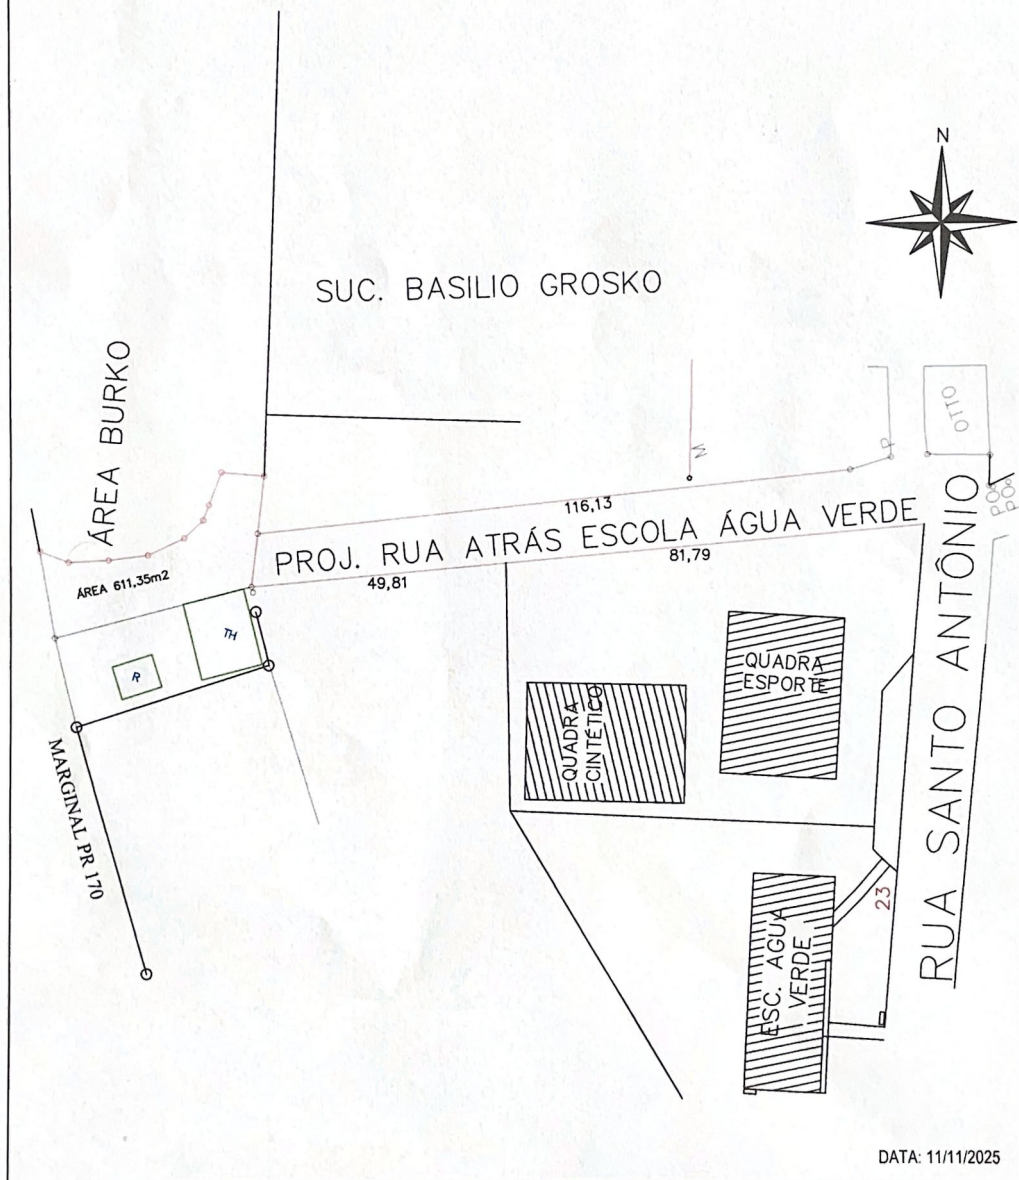 N
SUC. BASILIO GROSKO
ÁREA BURKO
OTTO
M
P
POÇO
116,13
PROJ. RUA ATRÁS ESCOLA ÁGUA VERDE
81,79
49,81
ÁREA 611,35m2
TH
R
QUADRA
ESPORTE
QUADRA
CINTÉTICO
MARGINAL PR 170
RUA SANTO ANTÔNIO
23
ESC. AGUA
VERDE
DATA: 11/11/2025